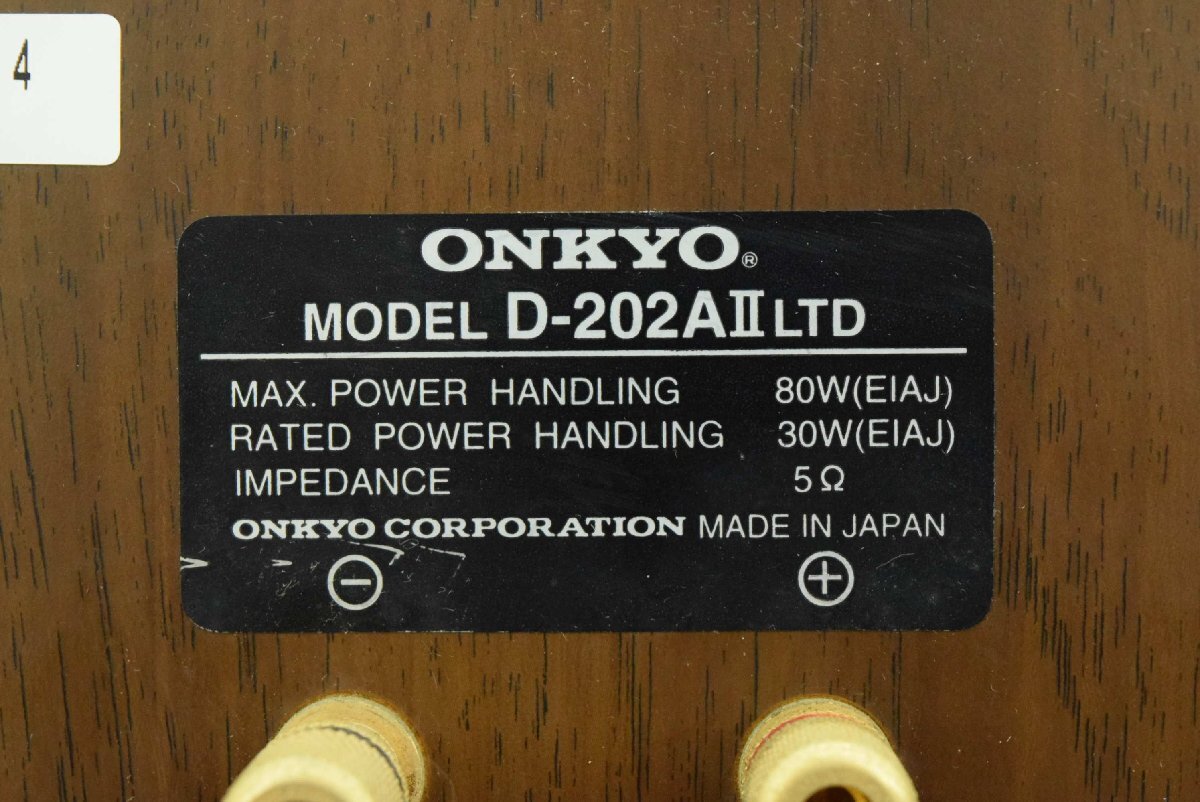 4
ONKYO®
MODEL D-202AⅡ LTD
MAX. POWER HANDLING 80W(EIAJ)
RATED POWER HANDLING 30W(EIAJ)
IMPEDANCE 5Ω
ONKYO CORPORATION MADE IN JAPAN
⊖ ⊕